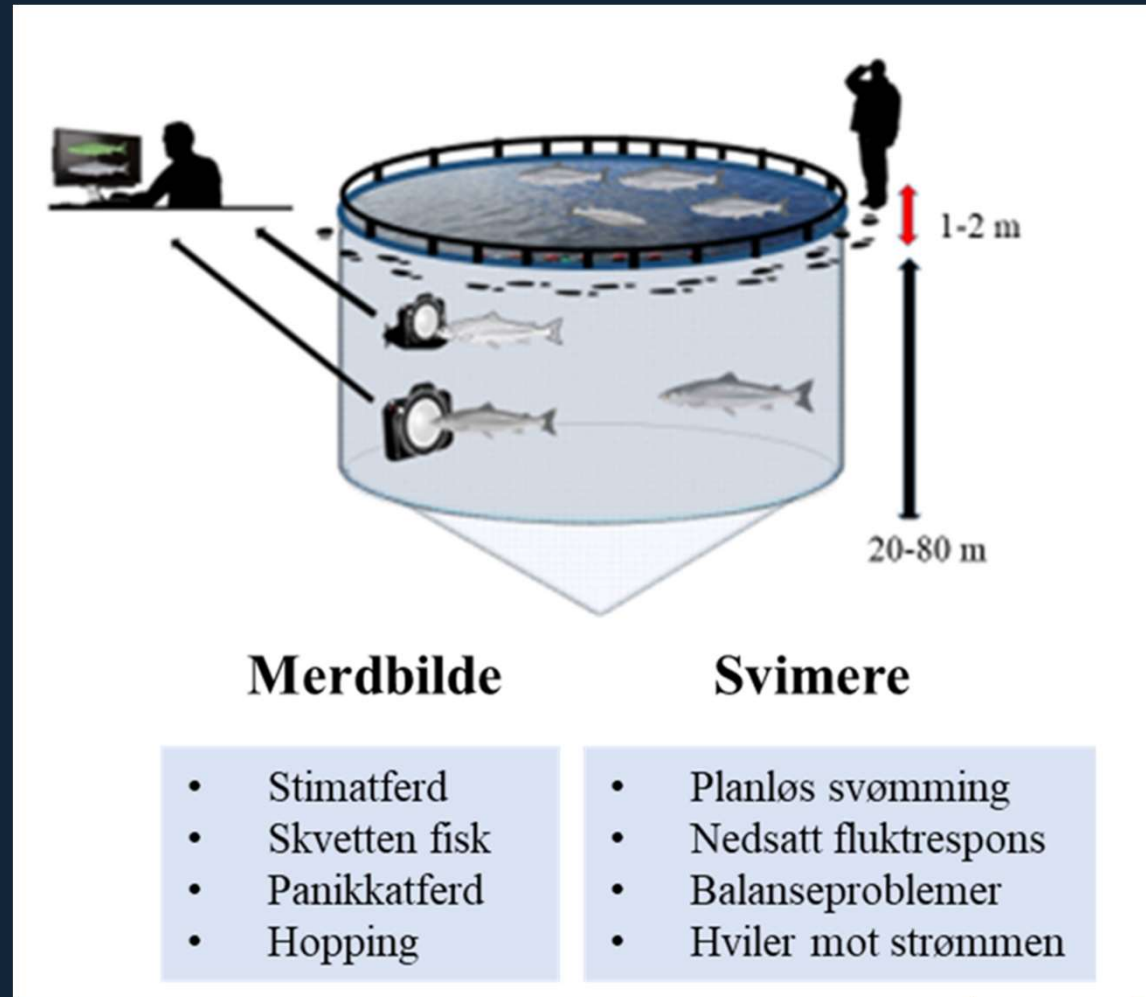 1-2 m
20-80 m
Merdbilde
Svimere
• Stimatferd
• Skvetten fisk
• Panikkatferd
• Hopping
• Planløs svømming
• Nedsatt fluktrespons
• Balanseproblemer
• Hviler mot strømmen